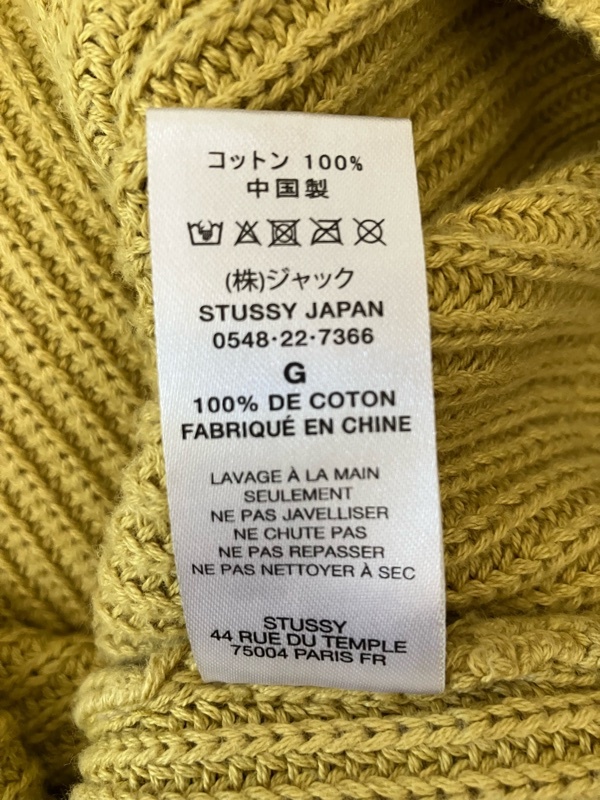 コットン 100%
中国製
(株)ジャック
STUSSY JAPAN
0548·22·7366
G
100% DE COTON
FABRIQUÉ EN CHINE
LAVAGE À LA MAIN
SEULEMENT
NE PAS JAVELLISER
NE CHUTE PAS
NE PAS REPASSER
NE PAS NETTOYER À SEC
STUSSY
44 RUE DU TEMPLE
75004 PARIS FR